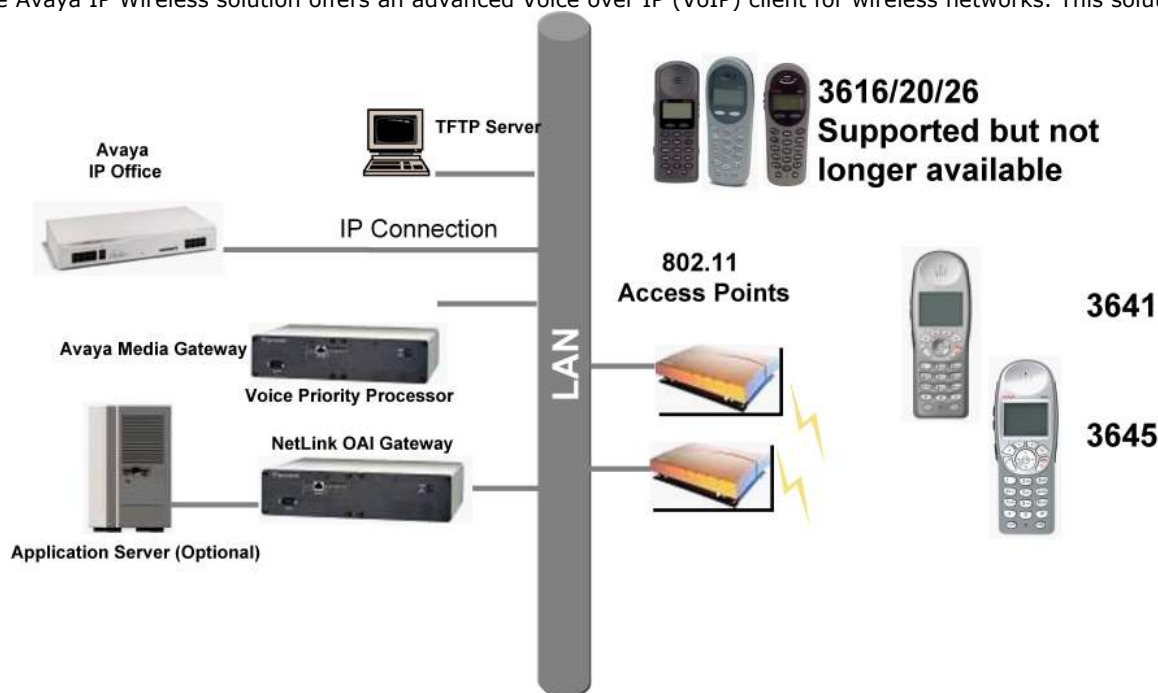 e Avaya IP Wireless solution offers an advanced Voice over IP (VoIP) client for wireless networks. This solut
TFTP Server
Avaya
IP Office
IP Connection
Avaya Media Gateway
Voice Priority Processor
NetLink OAI Gateway
Application Server (Optional)
LAN
3616/20/26
Supported but not
longer available
802.11
Access Points
3641
3645